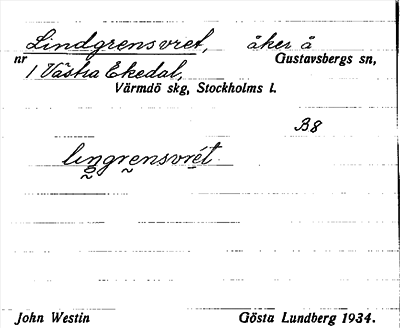 Lindgrensvret, åker å
nr Gustavsbergs sn,
1 Västra Ekedal,
Värmdö skg, Stockholms l.
B8
lingrensvrét
John Westin Gösta Lundberg 1934.